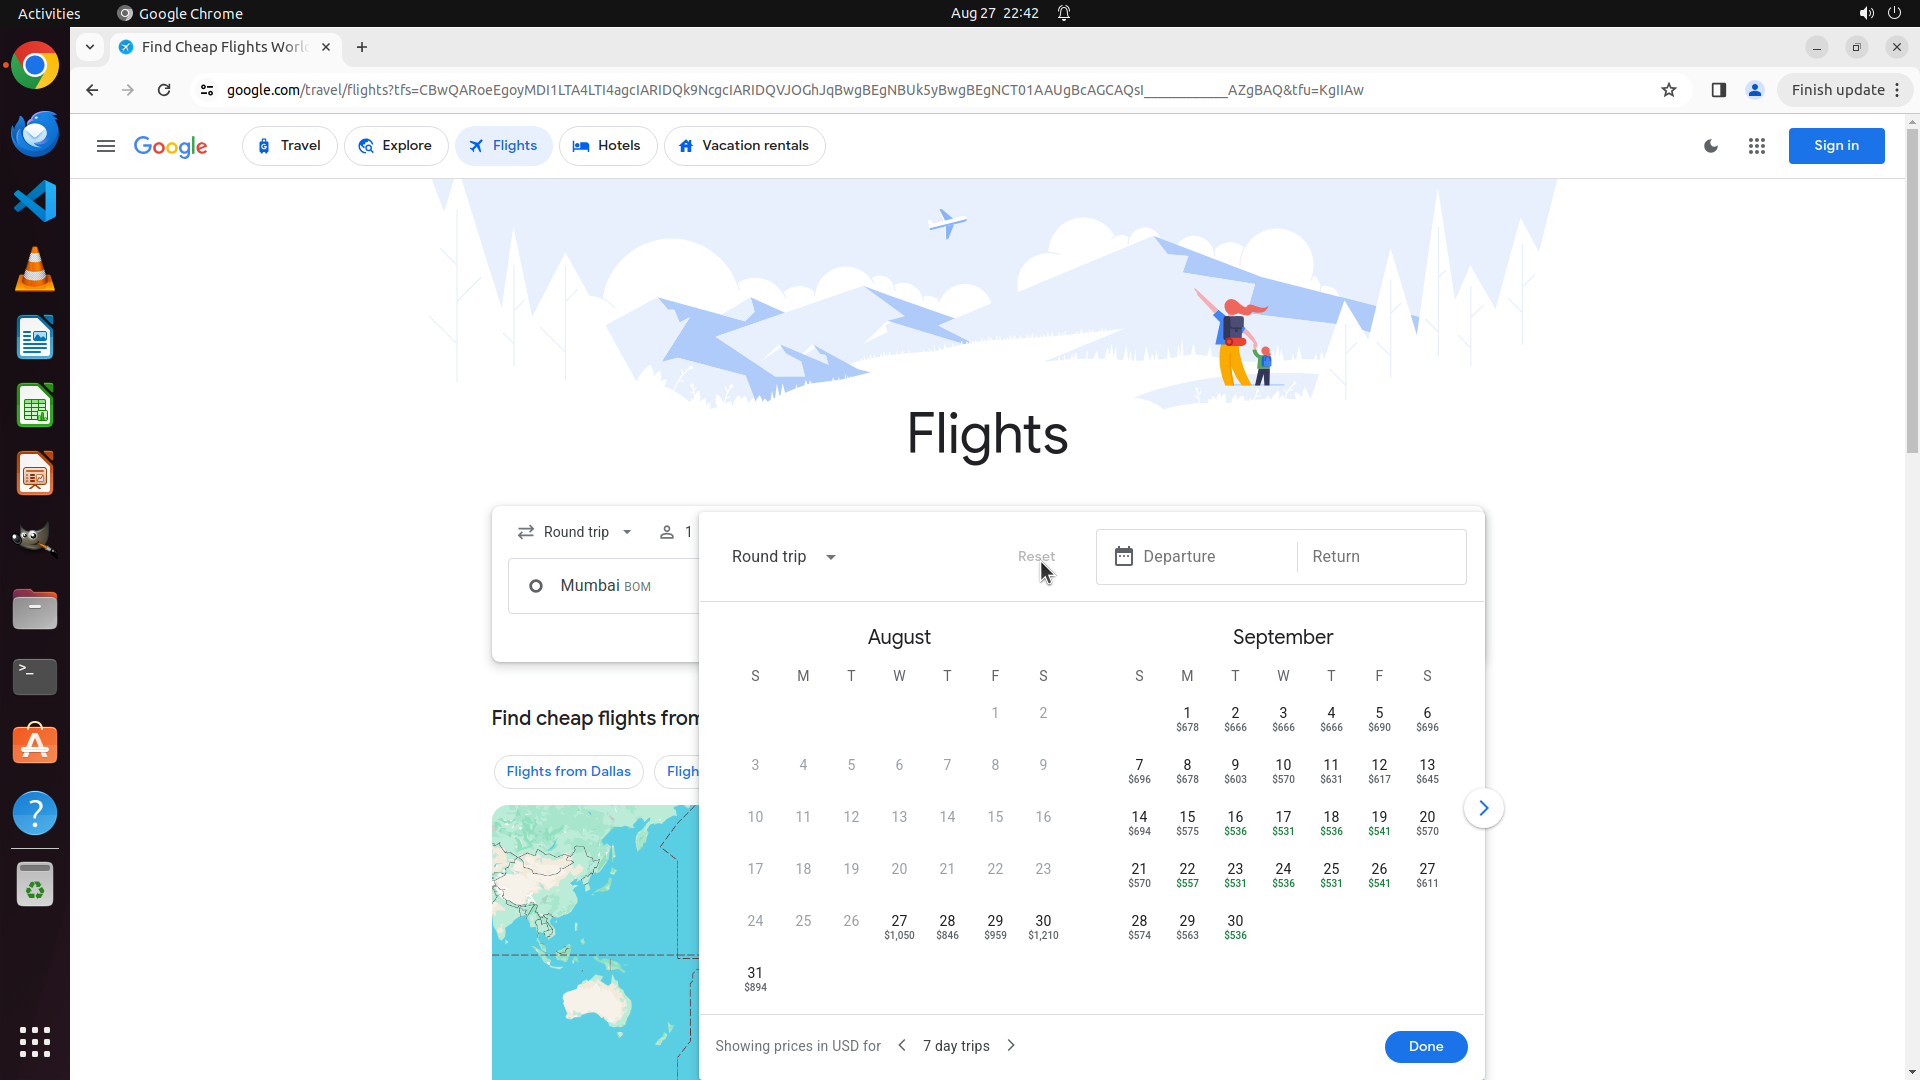 Activities
Google Chrome
Aug 27 22:42
Find Cheap Flights Worl
google.com/travel/flights?tfs=CBwQARoeEgoyMDI1LTA4LTI4agcIARIDQk9NcgcIARIDQVJOGhJqBwgBEgNBUk5yBwgBEgNCT01AAUgBcAGCAQsI____________AZgBAQ&tfu=KgIIAw
Finish update
Google
Travel
Explore
Flights
Hotels
Vacation rentals
Sign in
Flights
Round trip
1
Mumbai BOM
Round trip
Reset
Departure
Return
August
September
S M T W T F S
S M T W T F S
1 2
1 2 3 4 5 6
$678 $666 $666 $666 $690 $696
3 4 5 6 7 8 9
7 8 9 10 11 12 13
$696 $678 $603 $570 $631 $617 $645
10 11 12 13 14 15 16
14 15 16 17 18 19 20
$694 $575 $536 $531 $536 $541 $570
17 18 19 20 21 22 23
21 22 23 24 25 26 27
$570 $557 $531 $536 $531 $541 $611
24 25 26 27 28 29 30
$1,050 $846 $959 $1,210
28 29 30
$574 $563 $536
31
$894
Showing prices in USD for
7 day trips
Done
Find cheap flights from
Flights from Dallas
Fligh